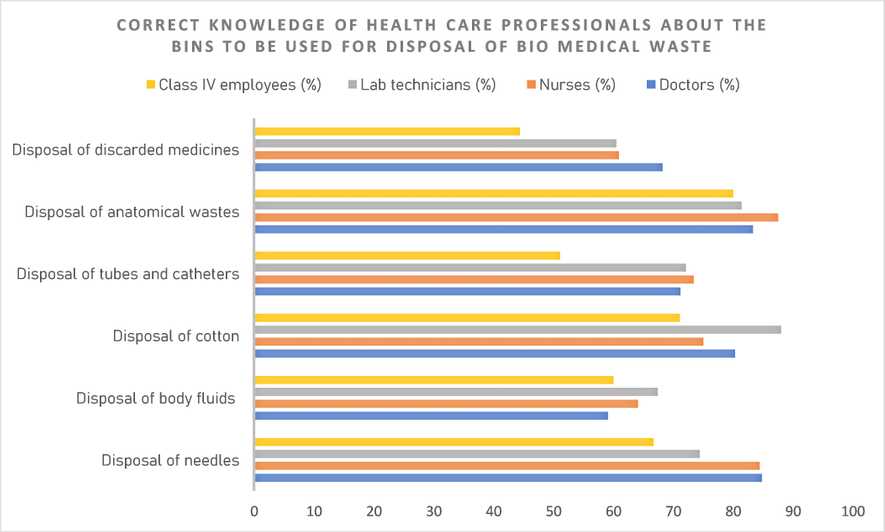 CORRECT KNOWLEDGE OF HEALTH CARE PROFESSIONALS ABOUT THE
BINS TO BE USED FOR DISPOSAL OF BIO MEDICAL WASTE
Class IV employees (%) Lab technicians (%) Nurses (%) Doctors (%)
Disposal of discarded medicines
Disposal of anatomical wastes
Disposal of tubes and catheters
Disposal of cotton
Disposal of body fluids
Disposal of needles
0 10 20 30 40 50 60 70 80 90 100